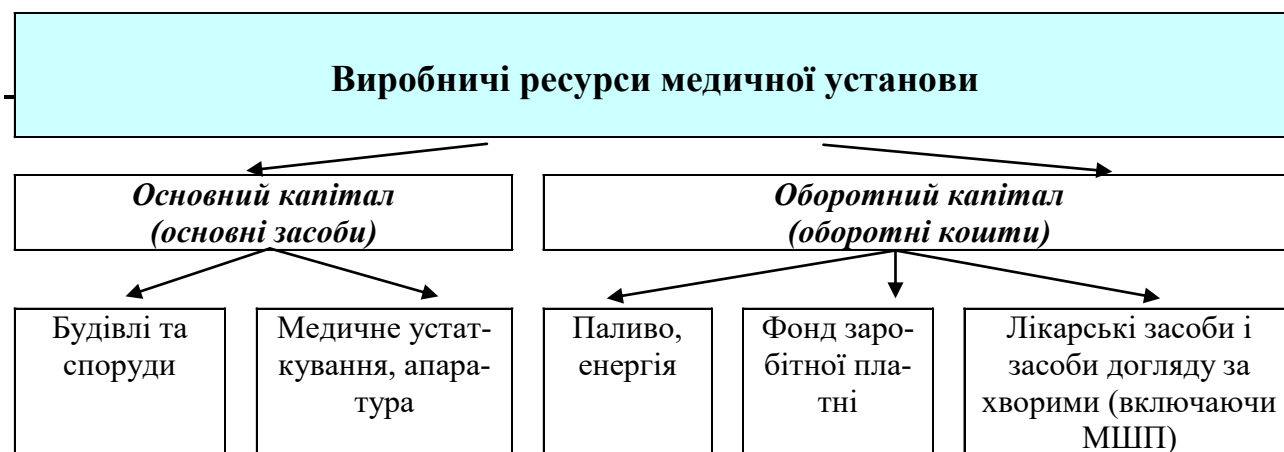 Виробничі ресурси медичної установи
Основний капітал
(основні засоби)
Оборотний капітал
(оборотні кошти)
Будівлі та
споруди
Медичне устат-
кування, апара-
тура
Паливо,
енергія
Фонд заро-
бітної пла-
тні
Лікарські засоби і
засоби догляду за
хворими (включаючи
МШП)